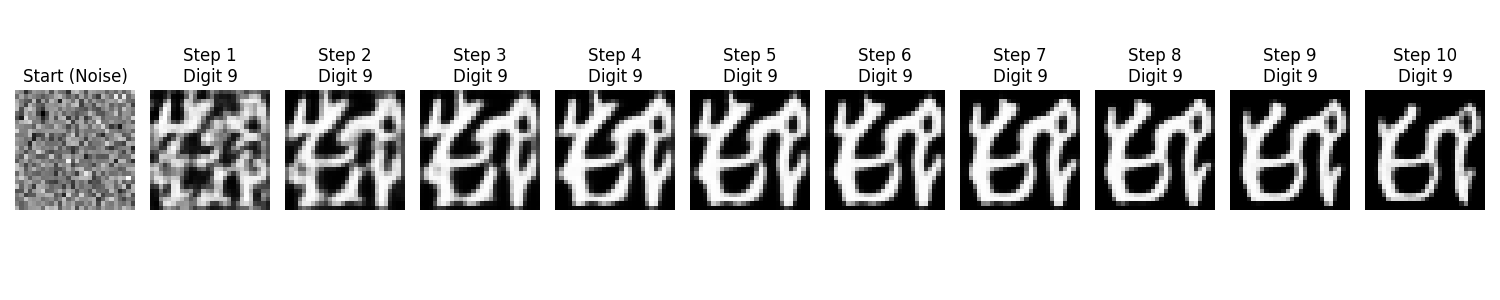 Start (Noise)
Step 1
Digit 9
Step 2
Digit 9
Step 3
Digit 9
Step 4
Digit 9
Step 5
Digit 9
Step 6
Digit 9
Step 7
Digit 9
Step 8
Digit 9
Step 9
Digit 9
Step 10
Digit 9